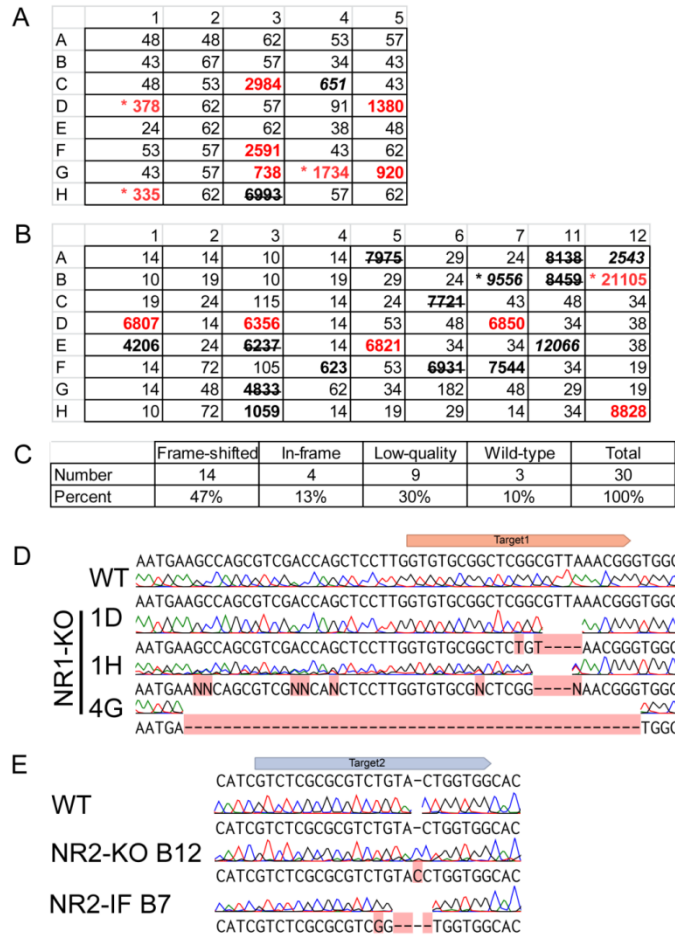 A
1 2 3 4 5
A 48 48 62 53 57
B 43 67 57 34 43
C 48 53 2984 651 43
D * 378 62 57 91 1380
E 24 62 62 38 48
F 53 57 2591 43 62
G 43 57 738 * 1734 920
H * 335 62 6993 57 62
B
1 2 3 4 5 6 7 11 12
A 14 14 10 14 7975 29 24 8138 2543
B 10 19 10 19 29 24 * 9556 8459 * 21105
C 19 24 115 14 24 7721 43 48 34
D 6807 14 6356 14 53 48 6850 34 38
E 4206 24 6237 14 6821 34 34 12066 38
F 14 72 105 623 53 6931 7544 34 19
G 14 48 4833 62 34 182 48 29 19
H 10 72 1059 14 19 29 14 34 8828
C
Frame-shifted In-frame Low-quality Wild-type Total
Number 14 4 9 3 30
Percent 47% 13% 30% 10% 100%
D
Target1
AATGAAGCCAGCGTCGACCAGCTCCTTGGTGTGCGGCTCGGCGTTAAACGGGTGGC
WT
AATGAAGCCAGCGTCGACCAGCTCCTTGGTGTGCGGCTCGGCGTTAAACGGGTGGC
NR1-KO
1D
AATGAAGCCAGCGTCGACCAGCTCCTTGGTGTGCGGCTCTGT----AACGGGTGGC
1H
AATGAANNCAGCGTCGNNCANCTCCTTGGTGTGCGNCTCGG----NAACGGGTGGC
4G
AATGA-----------------------------------------------TGGC
E
Target2
CATCGTCTCGCGCGTCTGTA-CTGGTGGCAC
WT
CATCGTCTCGCGCGTCTGTA-CTGGTGGCAC
NR2-KO B12
CATCGTCTCGCGCGTCTGTACCTGGTGGCAC
NR2-IF B7
CATCGTCTCGCGCGTCGG----TGGTGGCAC